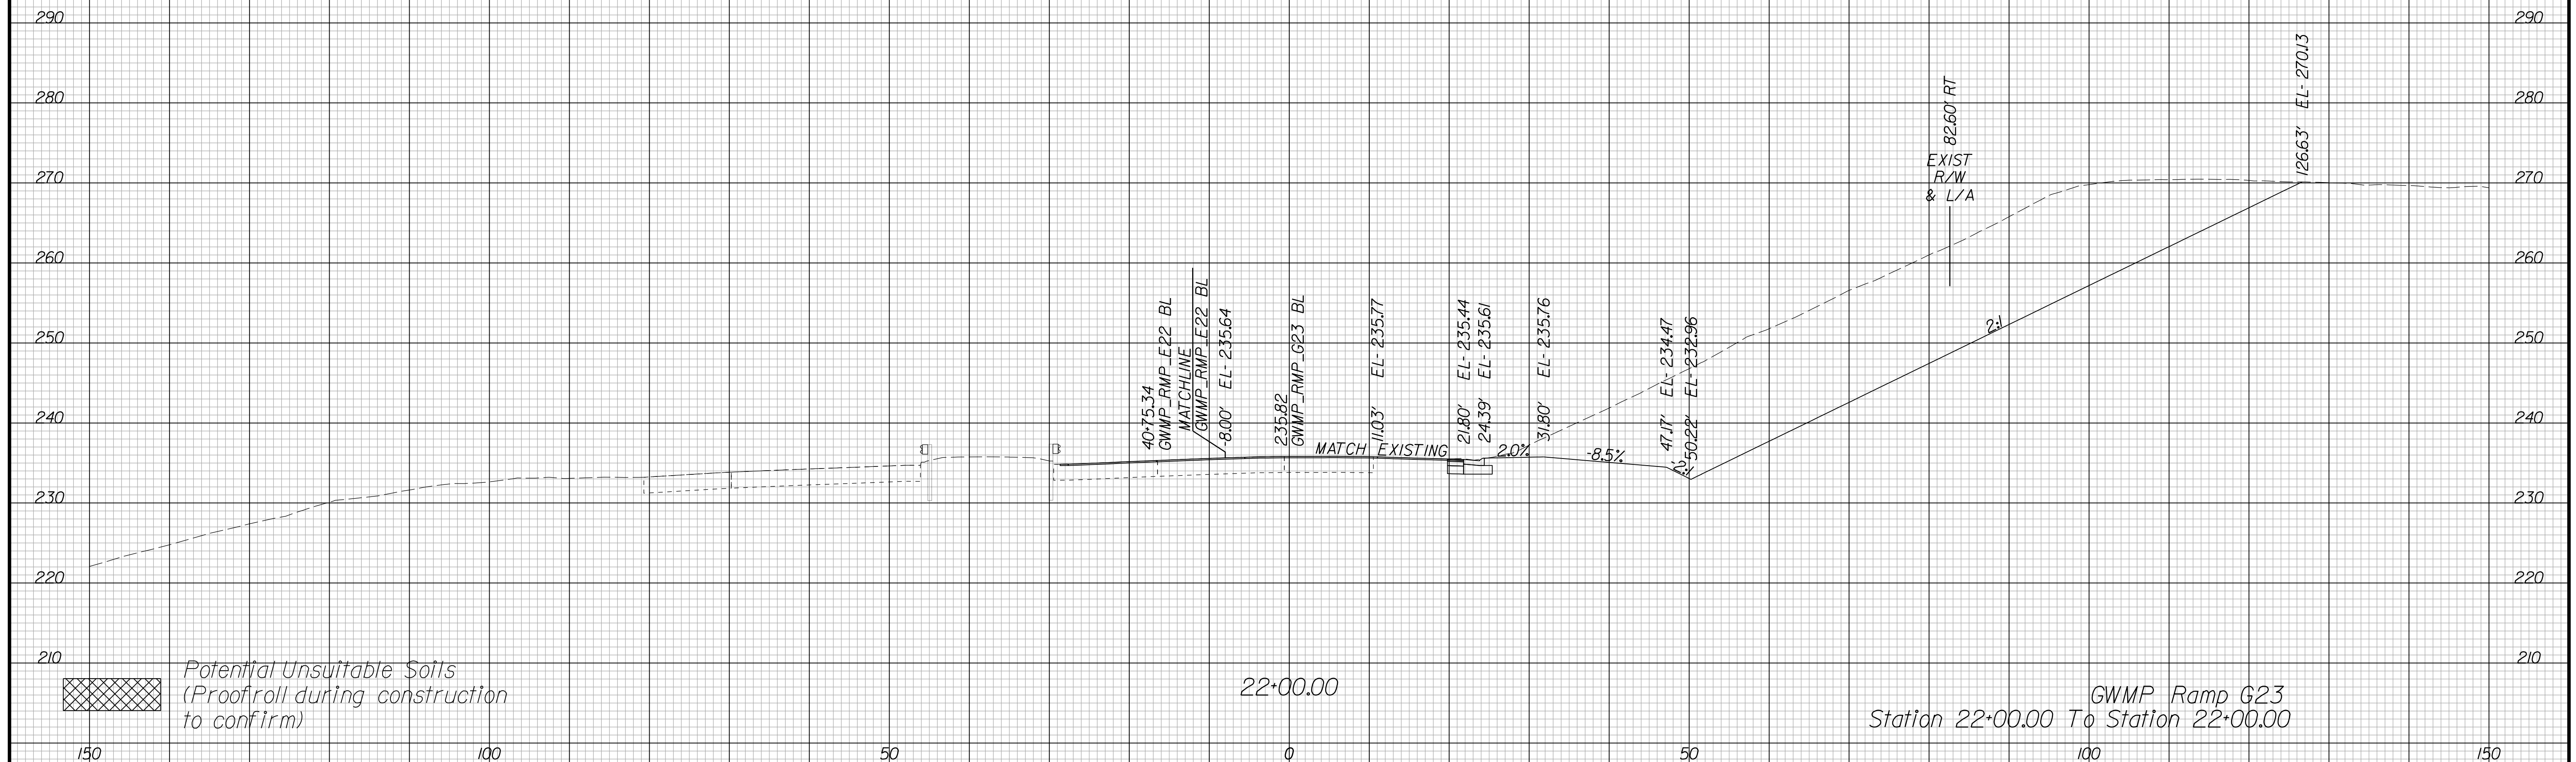 290
290
280
280
270
270
260
260
250
250
240
240
230
230
220
220
210
210
126.63' EL- 270.13
82.60' RT
EXIST
R/W
& L/A
2:1
40+75.34
GWMP_RMP_E22 BL
MATCHLINE
GWMP_RMP_E22 BL
-8.00' EL- 235.64
235.82
GWMP_RMP_G23 BL
11.03' EL- 235.77
21.80' EL- 235.44
24.39' EL- 235.61
31.80' EL- 235.76
47.17' EL- 234.47
50.22' EL- 232.96
MATCH EXISTING
2.0%
-8.5%
-2:1
Potential Unsuitable Soils
(Proofroll during construction
to confirm)
22+00.00
GWMP Ramp G23
Station 22+00.00 To Station 22+00.00
150
100
50
0
50
100
150